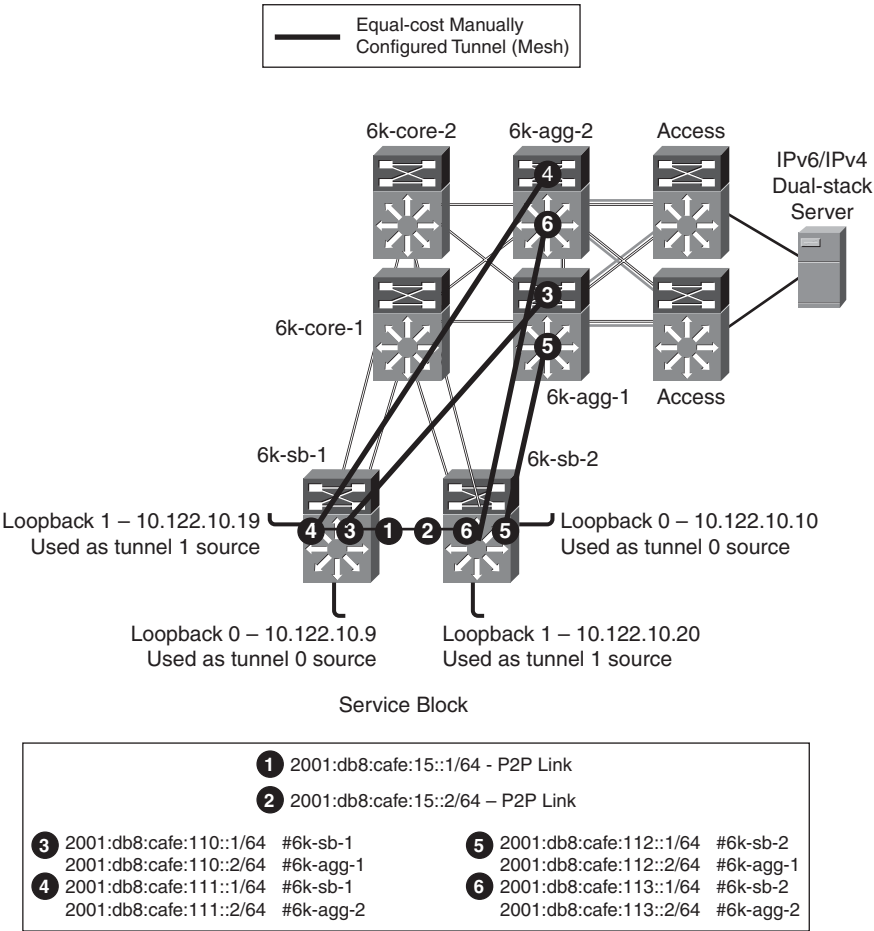 Equal-cost Manually
Configured Tunnel (Mesh)
6k-core-2
6k-agg-2
Access
IPv6/IPv4
Dual-stack
Server
4
6
3
6k-core-1
5
6k-agg-1
Access
6k-sb-1
6k-sb-2
Loopback 1 – 10.122.10.19
Used as tunnel 1 source
4
3
1
2
6
5
Loopback 0 – 10.122.10.10
Used as tunnel 0 source
Loopback 0 – 10.122.10.9
Used as tunnel 0 source
Loopback 1 – 10.122.10.20
Used as tunnel 1 source
Service Block
1 2001:db8:cafe:15::1/64 - P2P Link
2 2001:db8:cafe:15::2/64 – P2P Link
3 2001:db8:cafe:110::1/64 #6k-sb-1
2001:db8:cafe:110::2/64 #6k-agg-1
4 2001:db8:cafe:111::1/64 #6k-sb-1
2001:db8:cafe:111::2/64 #6k-agg-2
5 2001:db8:cafe:112::1/64 #6k-sb-2
2001:db8:cafe:112::2/64 #6k-agg-1
6 2001:db8:cafe:113::1/64 #6k-sb-2
2001:db8:cafe:113::2/64 #6k-agg-2